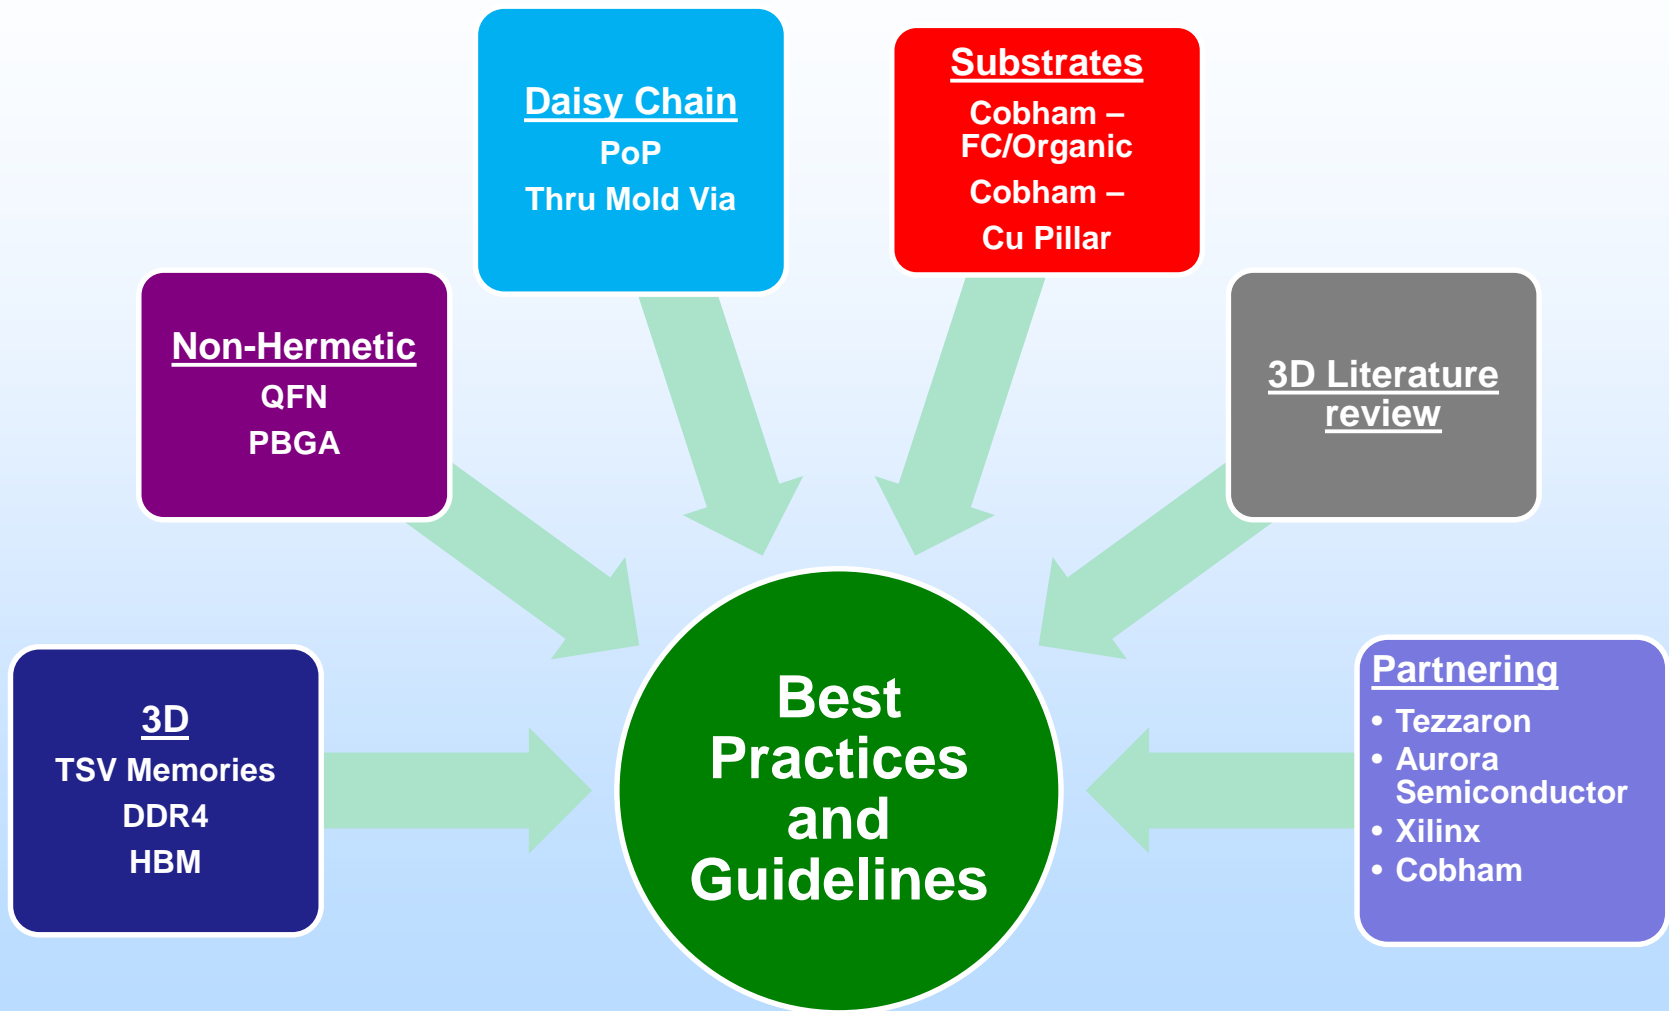 Daisy Chain
PoP
Thru Mold Via
Substrates
Cobham –
FC/Organic
Cobham –
Cu Pillar
Non-Hermetic
QFN
PBGA
3D Literature
review
3D
TSV Memories
DDR4
HBM
Best
Practices
and
Guidelines
Partnering
• Tezzaron
• Aurora
Semiconductor
• Xilinx
• Cobham